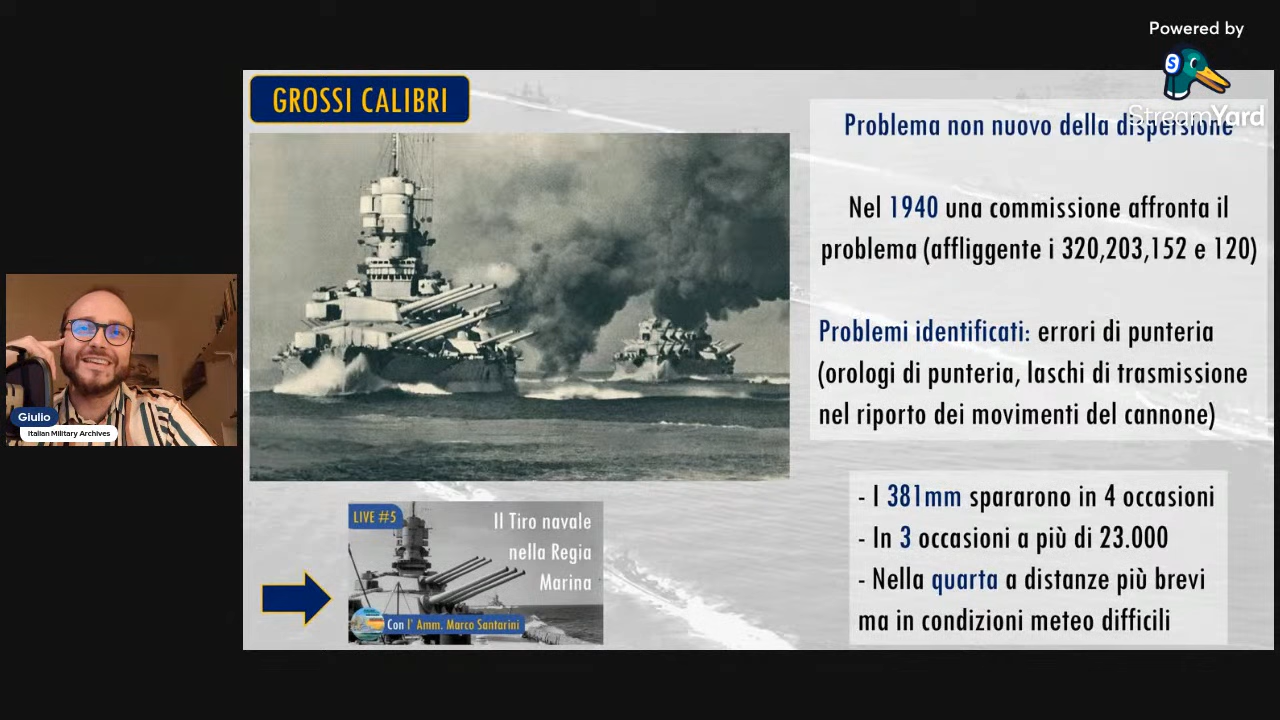 Powered by
StreamYard
GROSSI CALIBRI
Problema non nuovo della dispersione
Nel 1940 una commissione affronta il
problema (affliggente i 320,203,152 e 120)
Problemi identificati: errori di punteria
(orologi di punteria, laschi di trasmissione
nel riporto dei movimenti del cannone)
- I 381mm spararono in 4 occasioni
- In 3 occasioni a più di 23.000
- Nella quarta a distanze più brevi
ma in condizioni meteo difficili
LIVE #5
Il Tiro navale
nella Regia
Marina
Con l' Amm. Marco Santarini
Giulio
Italian Military Archives